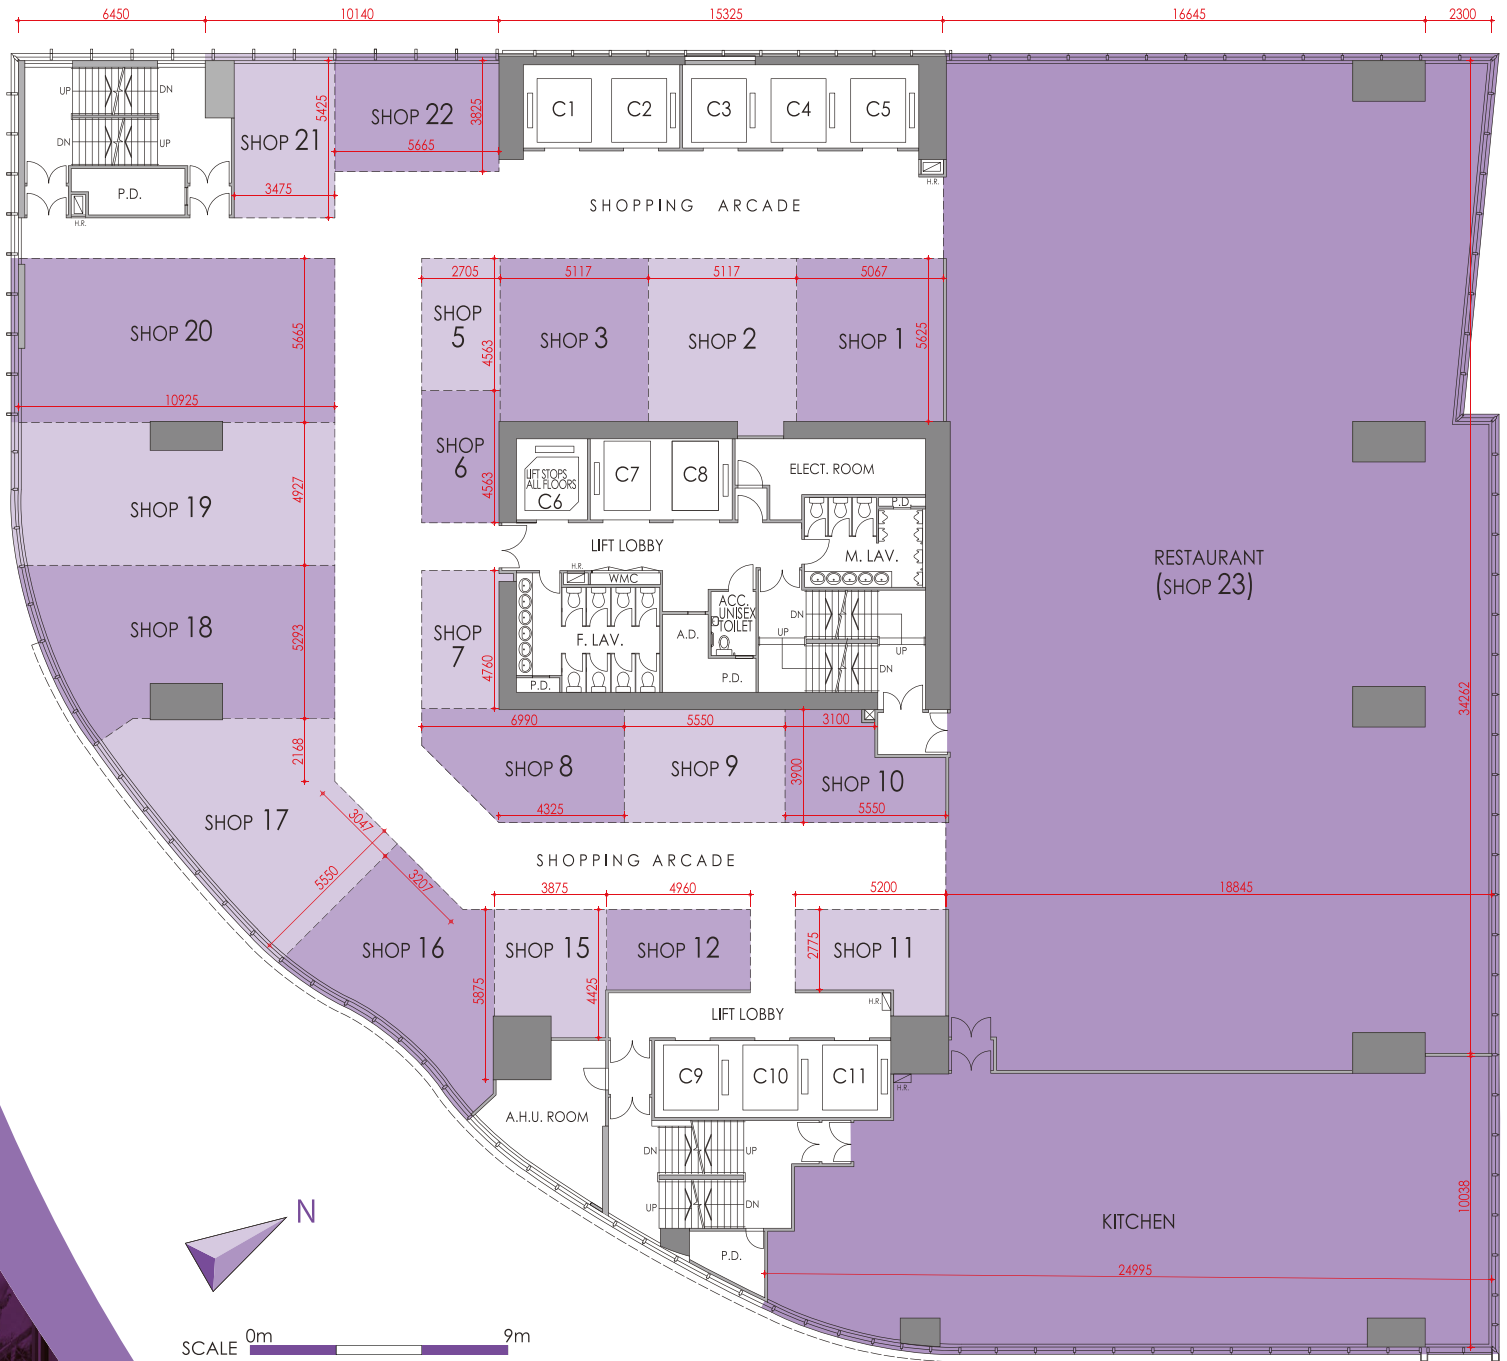 6450 10140 15325 16645 2300
UP DN
DN UP
P.D.
H.R.
SHOP 21
5425
3475
SHOP 22
3825
5665
C1 C2 C3 C4 C5
H.R.
SHOPPING ARCADE
2705 5117 5117 5067
SHOP 20
5665
10925
SHOP
5
4563
SHOP 3
SHOP 2
SHOP 1
5625
SHOP 19
4927
SHOP
6
4563
LIFT STOPS
ALL FLOORS
C6
C7 C8
ELECT. ROOM
P.D.
LIFT LOBBY
M. LAV.
H.R.
WMC
RESTAURANT
(SHOP 23)
SHOP 18
5293
SHOP
7
4760
F. LAV.
A.D.
ACC.
UNISEX
TOILET
DN
UP
UP
DN
P.D.
P.D.
34262
6990 5550 3100
2168
SHOP 8
SHOP 9
3900
SHOP 10
4325 5550
SHOP 17
3047
5550
3207
SHOPPING ARCADE
3875 4960 5200 18845
SHOP 16
5875
SHOP 15
4425
SHOP 12
2775
SHOP 11
LIFT LOBBY
H.R.
C9 C10 C11
H.R.
A.H.U. ROOM
DN UP
UP DN
P.D.
KITCHEN
10038
24995
N
SCALE 0m 9m